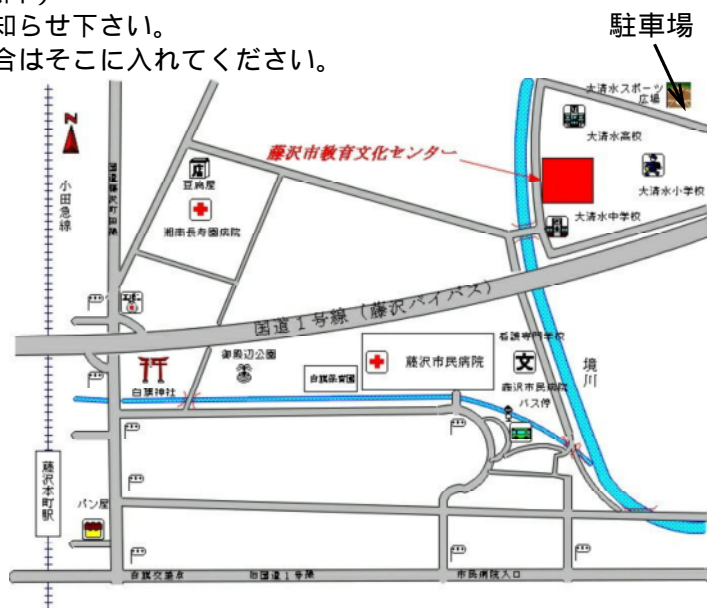 知らせ下さい。
合はそこに入れてください。
駐車場
大清水スポーツ
広場
N
大清水高校
藤沢市教育文化センター
店
豆腐屋
大清水小学校
小田急線
国道藤沢町田線
湘南長寿園病院
大清水中学校
国道1号線(藤沢バイパス)
看護専門学校
御殿辺公園
藤沢市民病院
文
境川
白旗保育園
白旗神社
藤沢市民病院
バス停
藤沢本町駅
パン屋
白旗交差点
旧国道1号線
市民病院入口